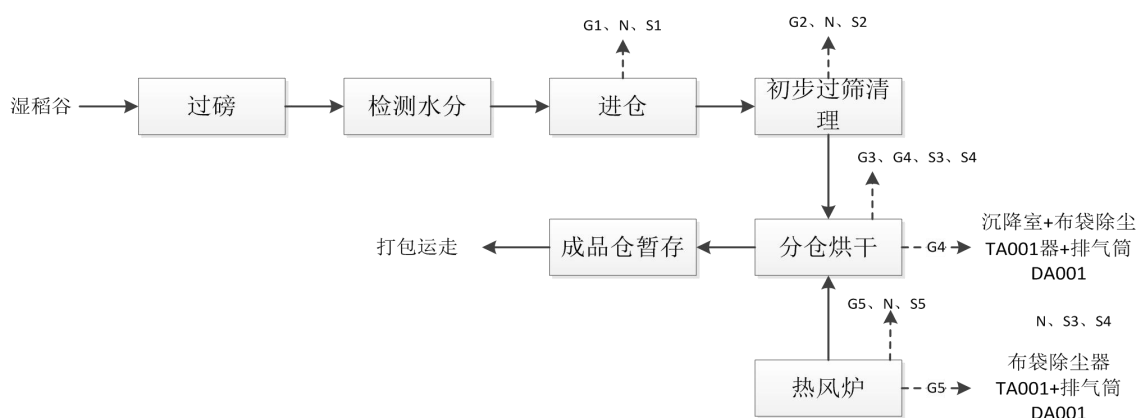 G1、N、S1
G2、N、S2
湿稻谷
过磅
检测水分
进仓
初步过筛清
理
G3、G4、S3、S4
打包运走
成品仓暂存
分仓烘干
G4
沉降室+布袋除尘
TA001器+排气筒
DA001
G5、N、S5
N、S3、S4
热风炉
G5
布袋除尘器
TA001+排气筒
DA001